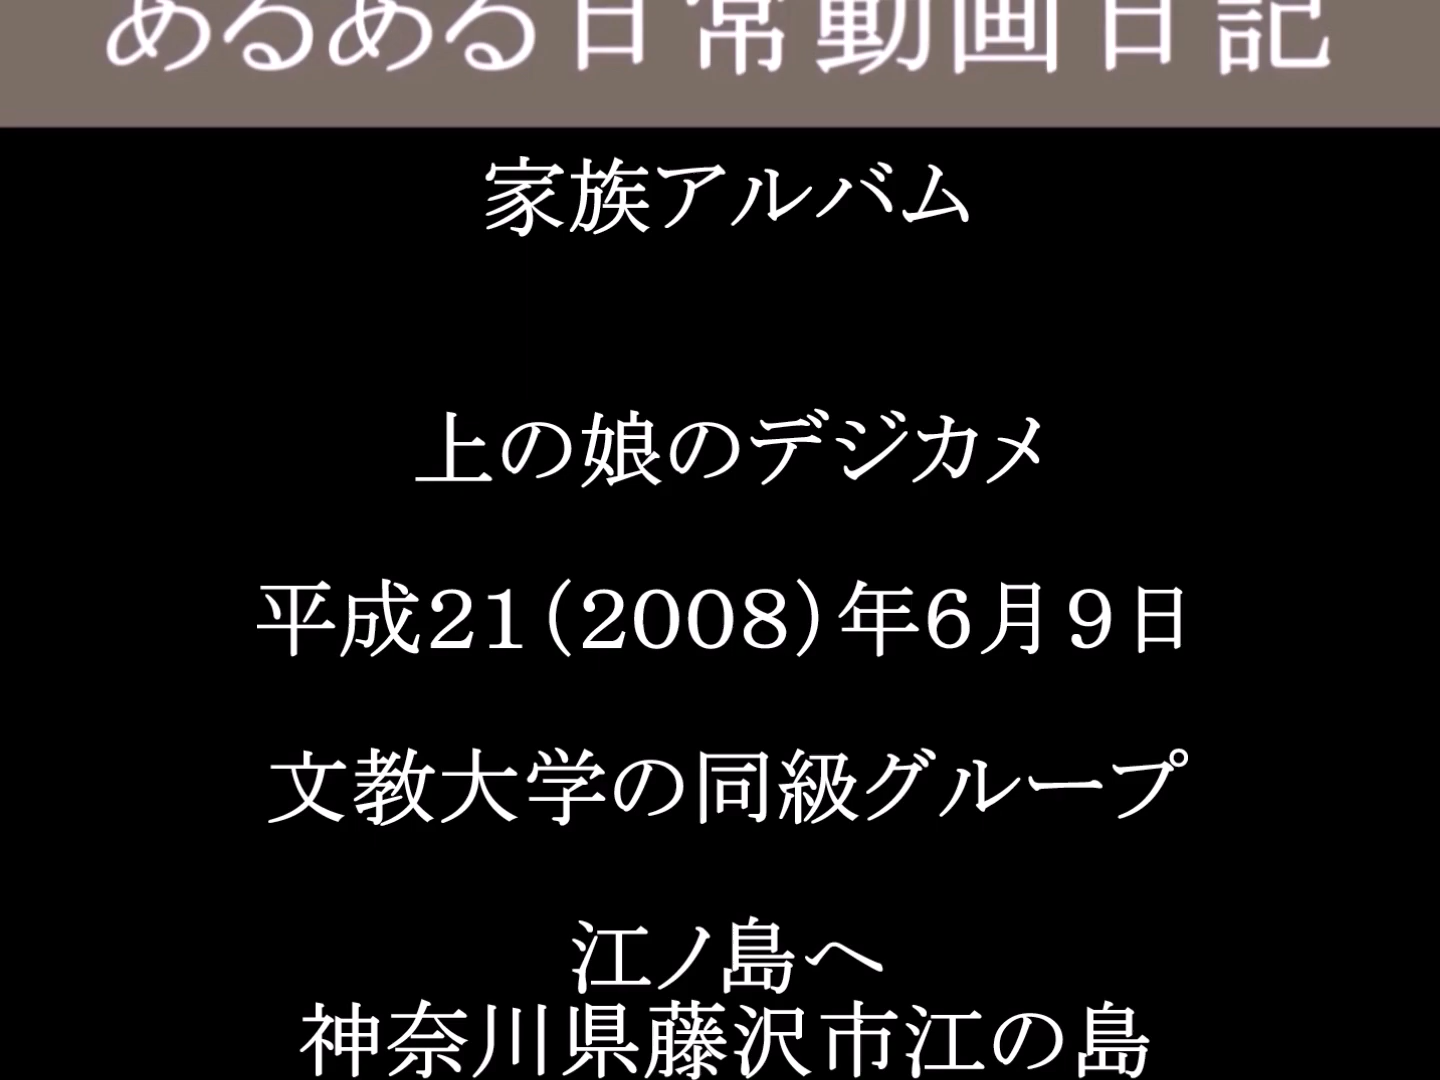 あるある日常動画日記
家族アルバム
上の娘のデジカメ
平成21(2008)年6月9日
文教大学の同級グループ
江ノ島へ
神奈川県藤沢市江の島